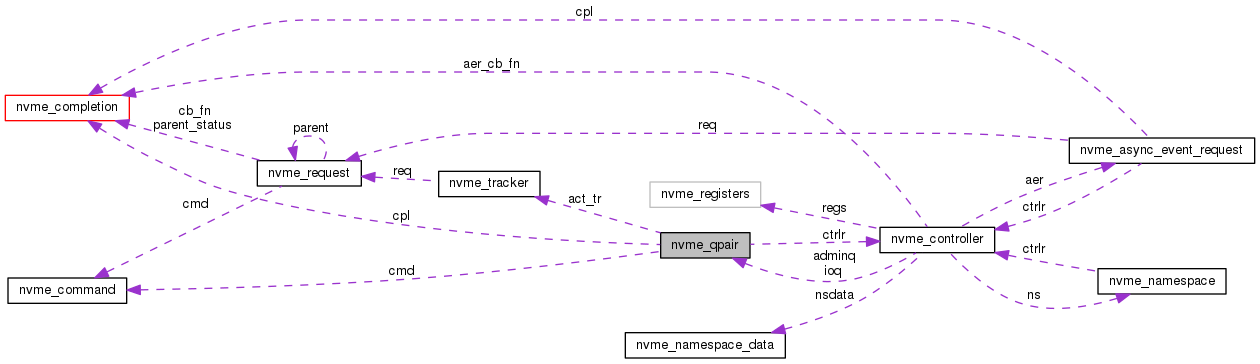 cpl
aer_cb_fn
nvme_completion
cb_fn
parent_status
parent
req
nvme_async_event_request
nvme_request
req
nvme_tracker
aer
nvme_registers
act_tr
cmd
regs
ctrlr
cpl
nvme_qpair
ctrlr
nvme_controller
ctrlr
adminq
ioq
cmd
nvme_command
nvme_namespace
nsdata
ns
nvme_namespace_data